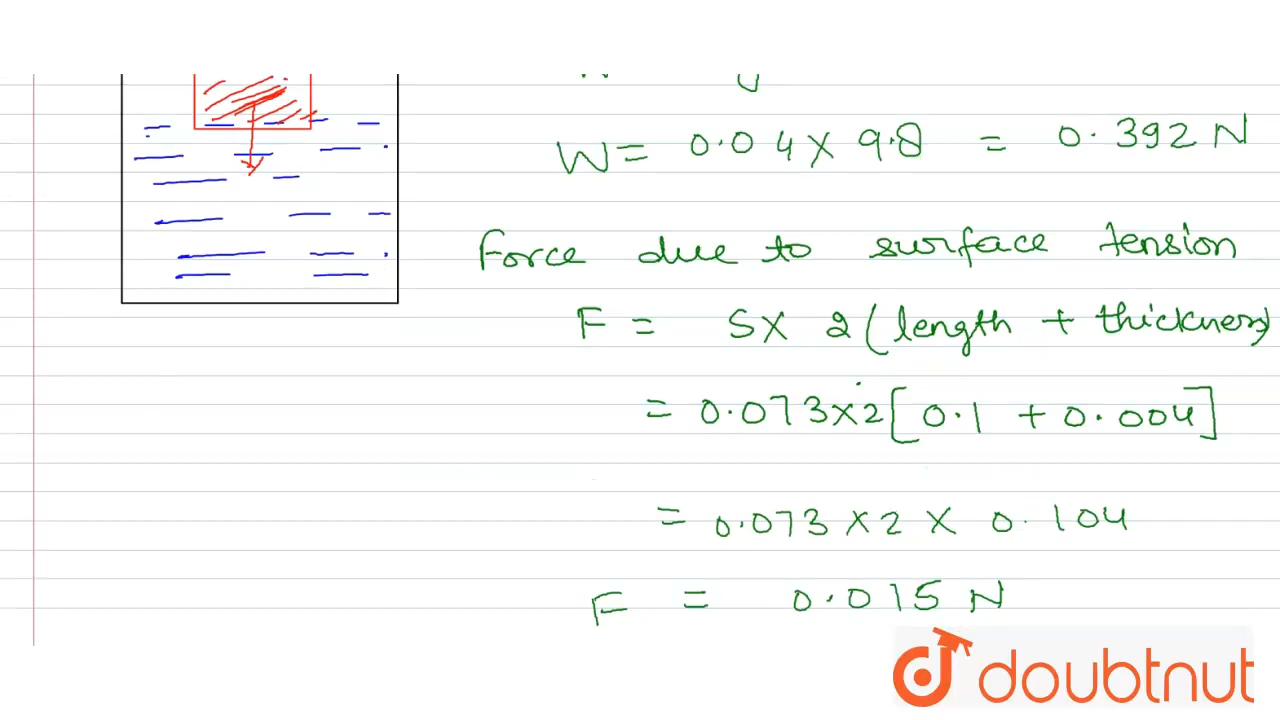 W = 0.04 X 9.8 = 0.392 N
Force due to surface tension
F = S X 2 (length + thickness)
= 0.073 X 2 [0.1 + 0.004]
= 0.073 X 2 X 0.104
F = 0.015 N
doubtnut